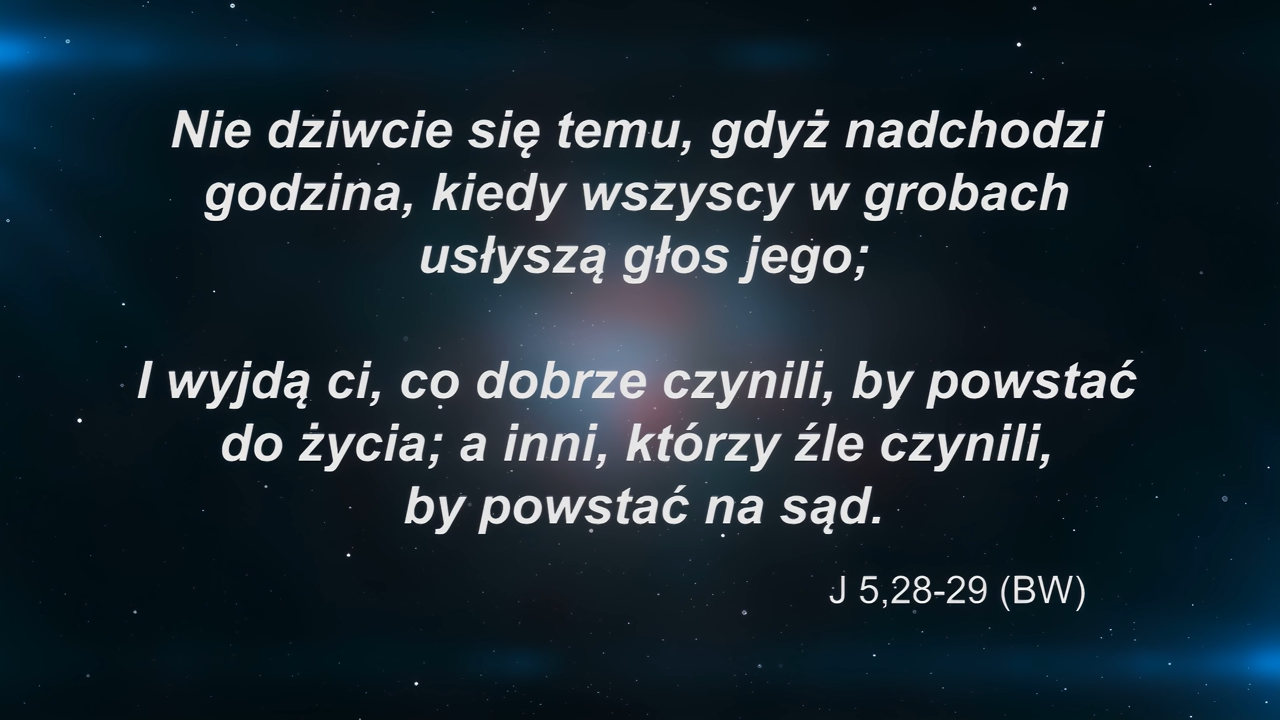 Nie dziwcie się temu, gdyż nadchodzi
godzina, kiedy wszyscy w grobach
usłyszą głos jego;
I wyjdą ci, co dobrze czynili, by powstać
do życia; a inni, którzy źle czynili,
by powstać na sąd.
J 5,28-29 (BW)